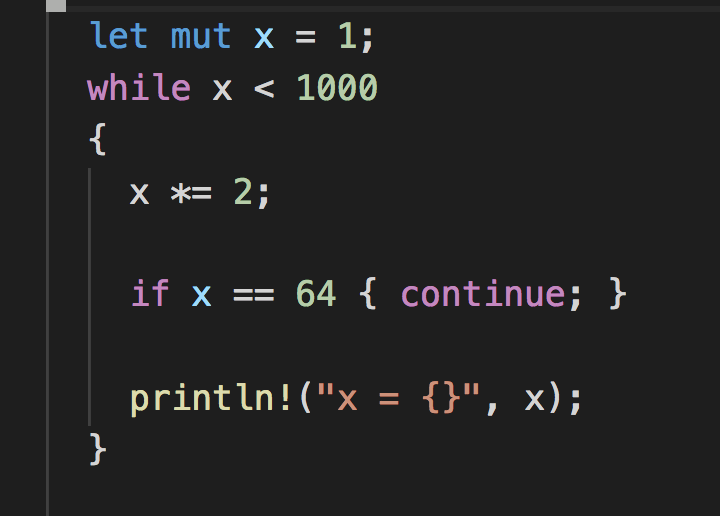 let mut x = 1;
while x < 1000
{
x *= 2;
if x == 64 { continue; }
println!("x = {}", x);
}